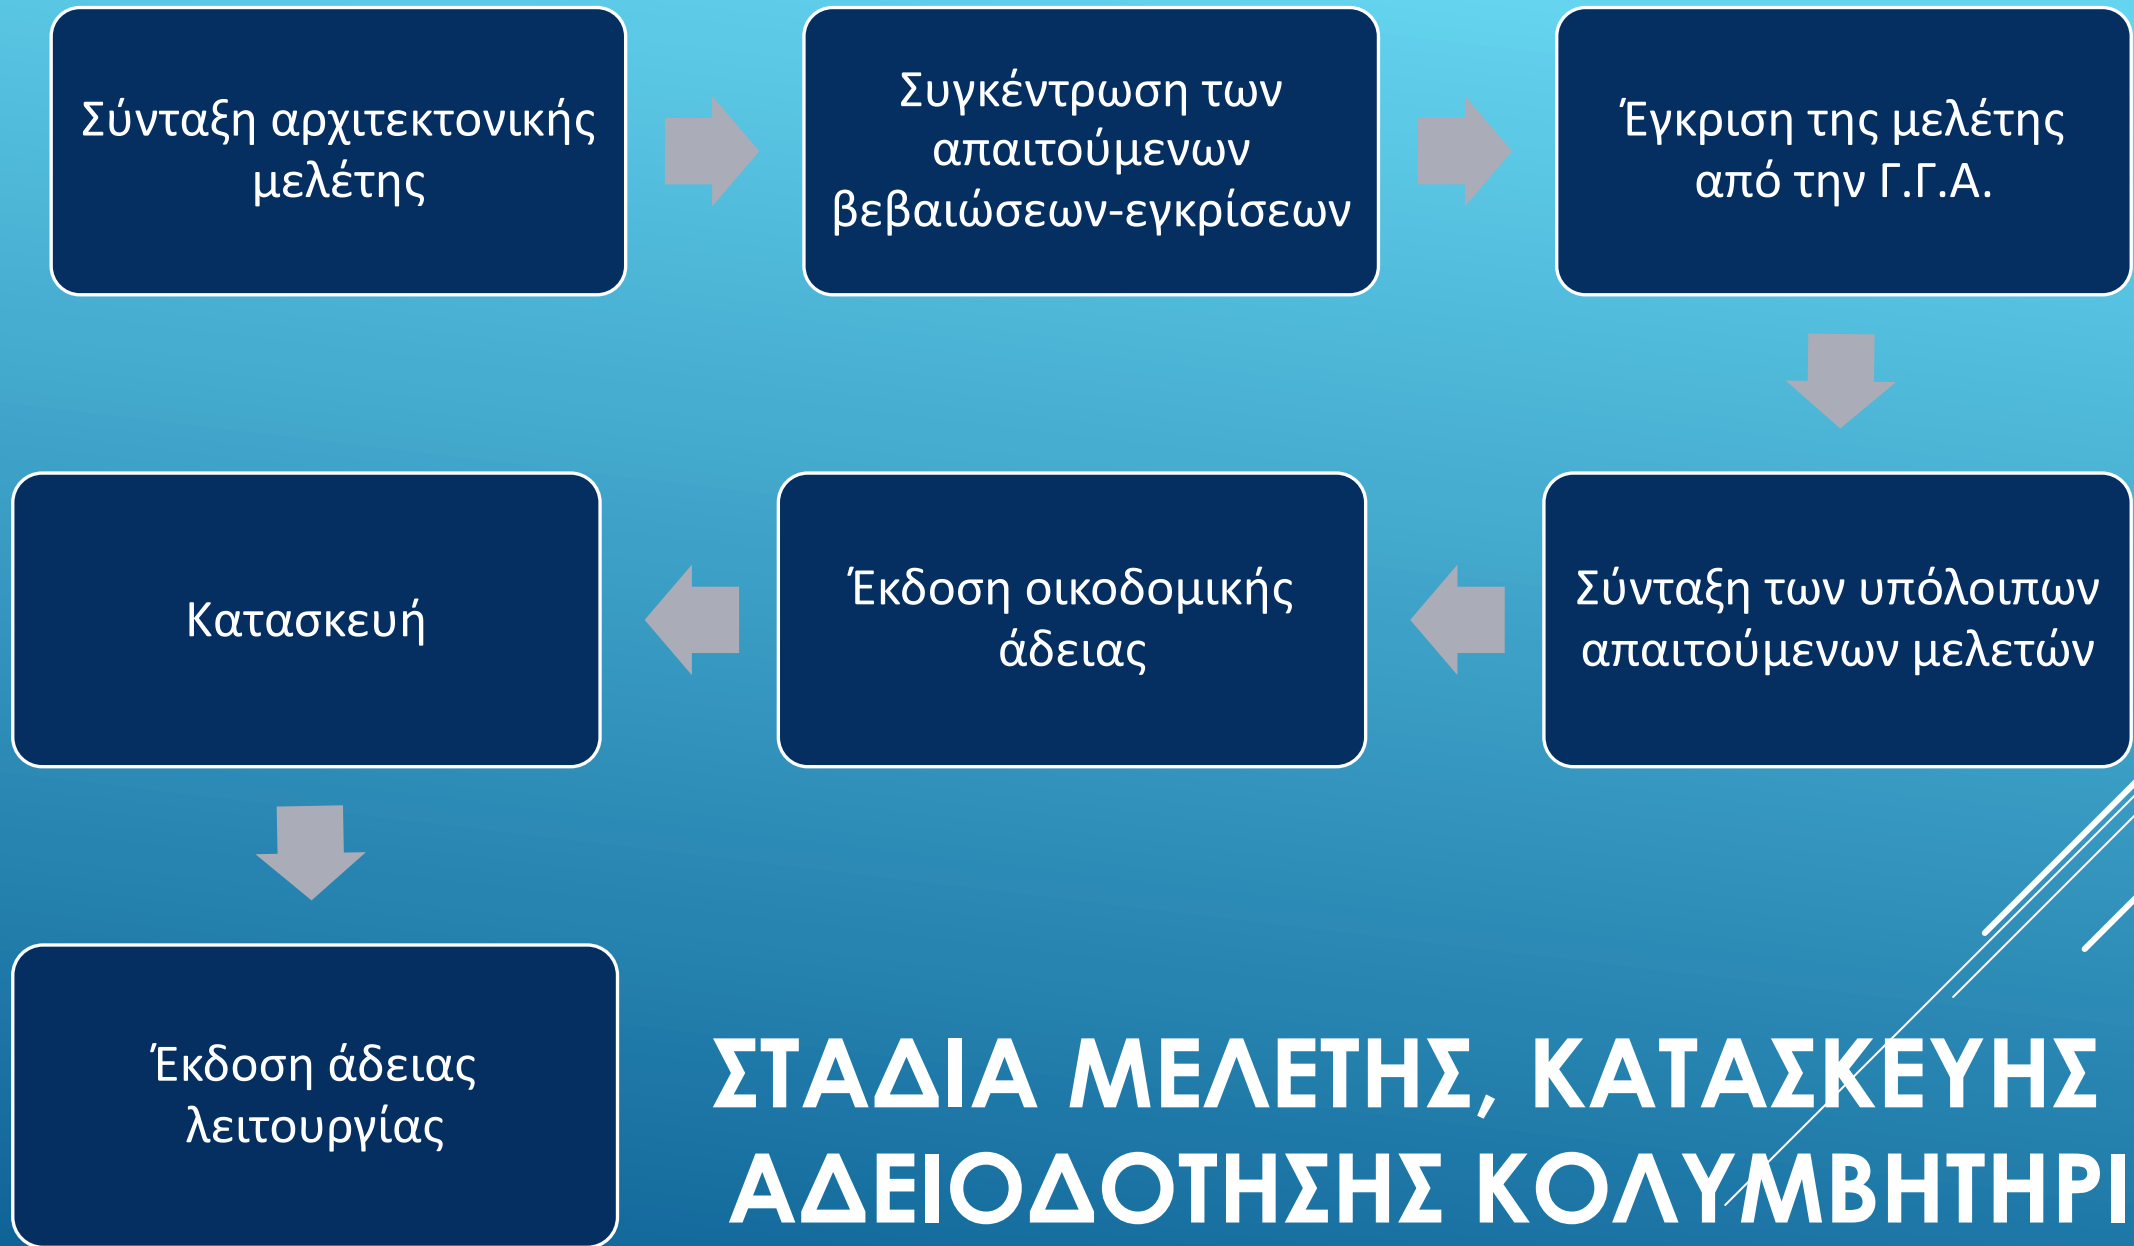 Σύνταξη αρχιτεκτονικής
μελέτης
Συγκέντρωση των
απαιτούμενων
βεβαιώσεων-εγκρίσεων
Έγκριση της μελέτης
από την Γ.Γ.Α.
Σύνταξη των υπόλοιπων
απαιτούμενων μελετών
Έκδοση οικοδομικής
άδειας
Κατασκευή
Έκδοση άδειας
λειτουργίας
ΣΤΑΔΙΑ ΜΕΛΕΤΗΣ, ΚΑΤΑΣΚΕΥΗΣ
ΑΔΕΙΟΔΟΤΗΣΗΣ ΚΟΛΥΜΒΗΤΗΡΙ